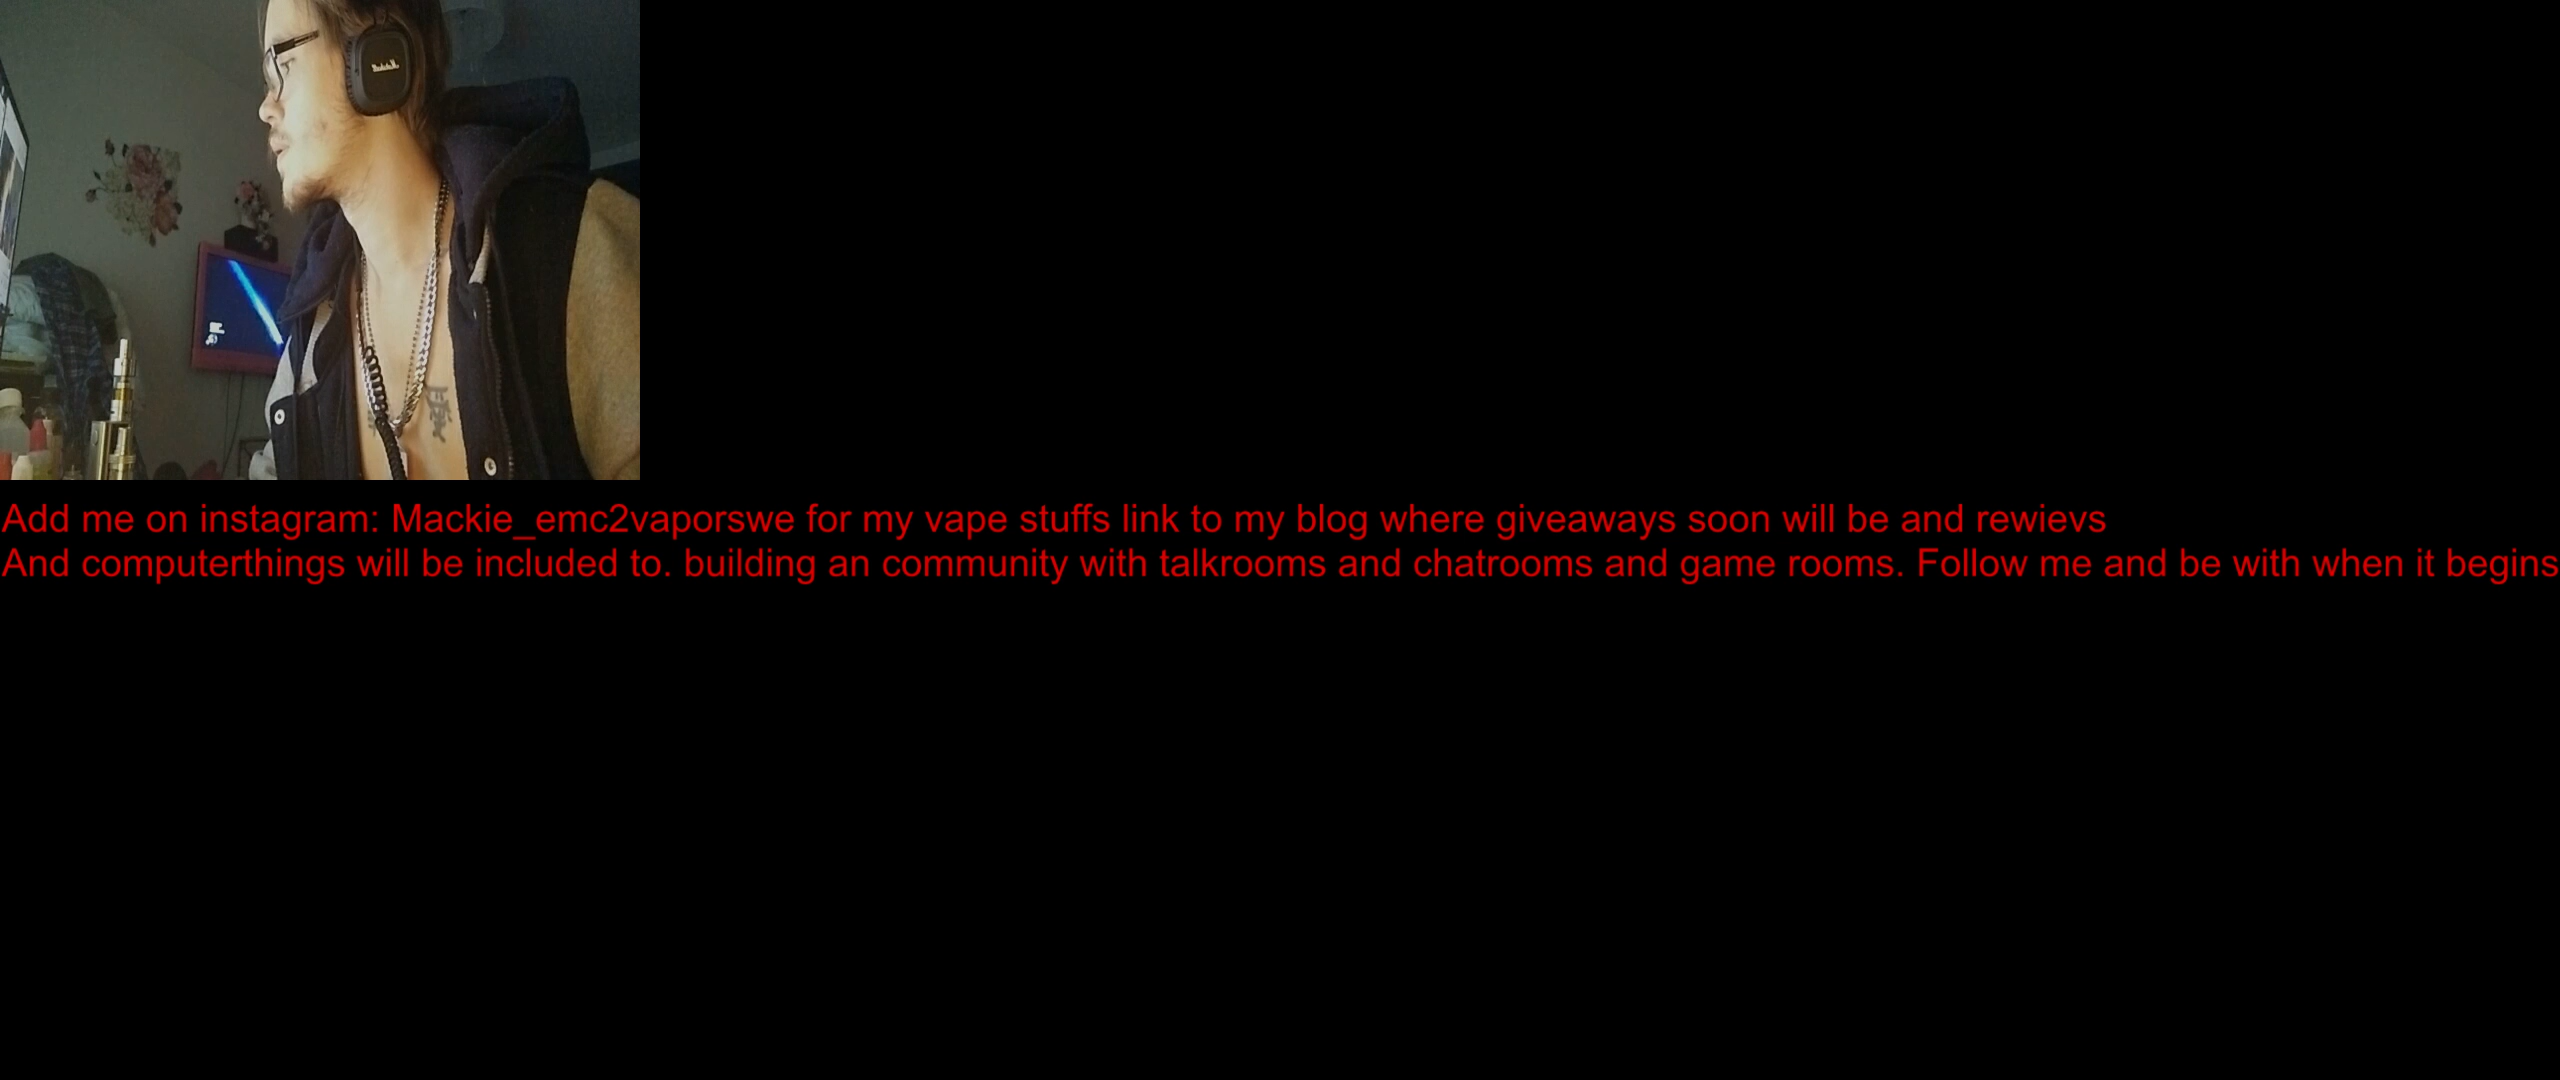 Add me on instagram: Mackie_emc2vaporswe for my vape stuffs link to my blog where giveaways soon will be and rewievs
And computerthings will be included to. building an community with talkrooms and chatrooms and game rooms. Follow me and be with when it begins